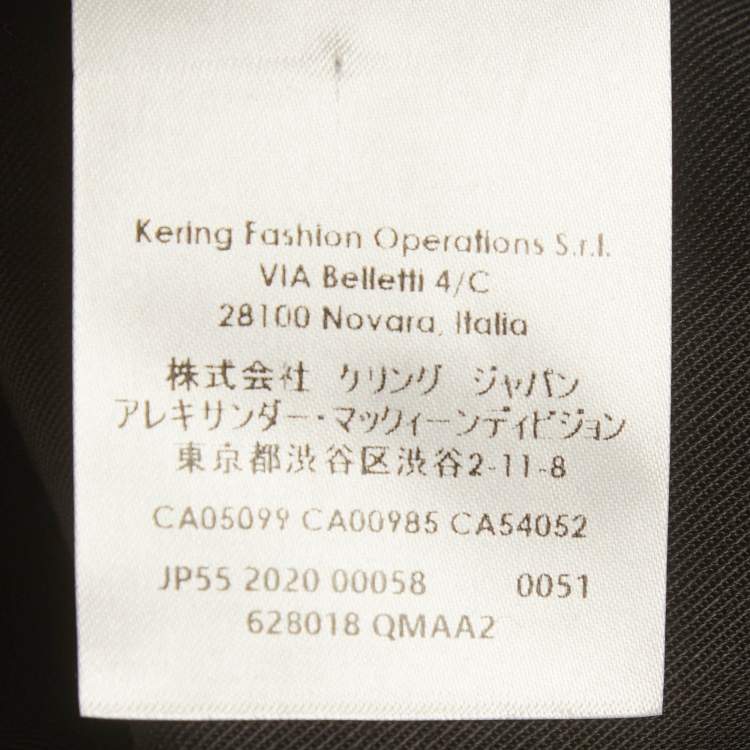 Kering Fashion Operations S.r.l.
VIA Belletti 4/C
28100 Novara, Italia
株式会社 ケリング ジャパン
アレキサンダー・マックィーンディビジョン
東京都渋谷区渋谷2-11-8
CA05099 CA00985 CA54052
JP55 2020 00058 0051
628018 QMAA2